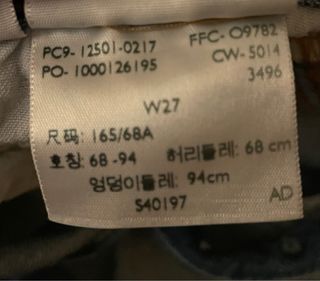 PC9- 12501-0217 FFC- O9782
PO- 1000126195 CW- 5014
3496
W27
尺码: 165/68A
호칭: 68 -94 허리둘레: 68 cm
엉덩이둘레: 94cm
S40197 AD